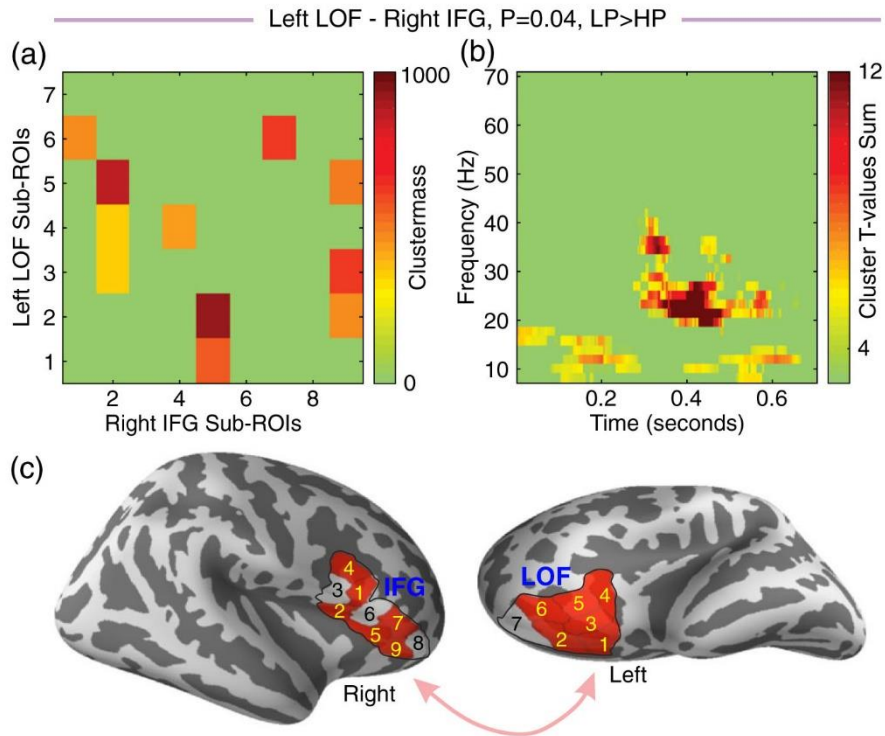 Left LOF - Right IFG, P=0.04, LP>HP
(a)
7
6
5
4
3
2
1
Left LOF Sub-ROIs
2 4 6 8
Right IFG Sub-ROIs
1000
0
Clustermass
(b)
70
60
50
40
30
20
10
Frequency (Hz)
0.2 0.4 0.6
Time (seconds)
12
4
Cluster T-values Sum
(c)
IFG
4
3 1
2 6 7
5 8
9
Right
LOF
6 5 4
7 3
2 1
Left